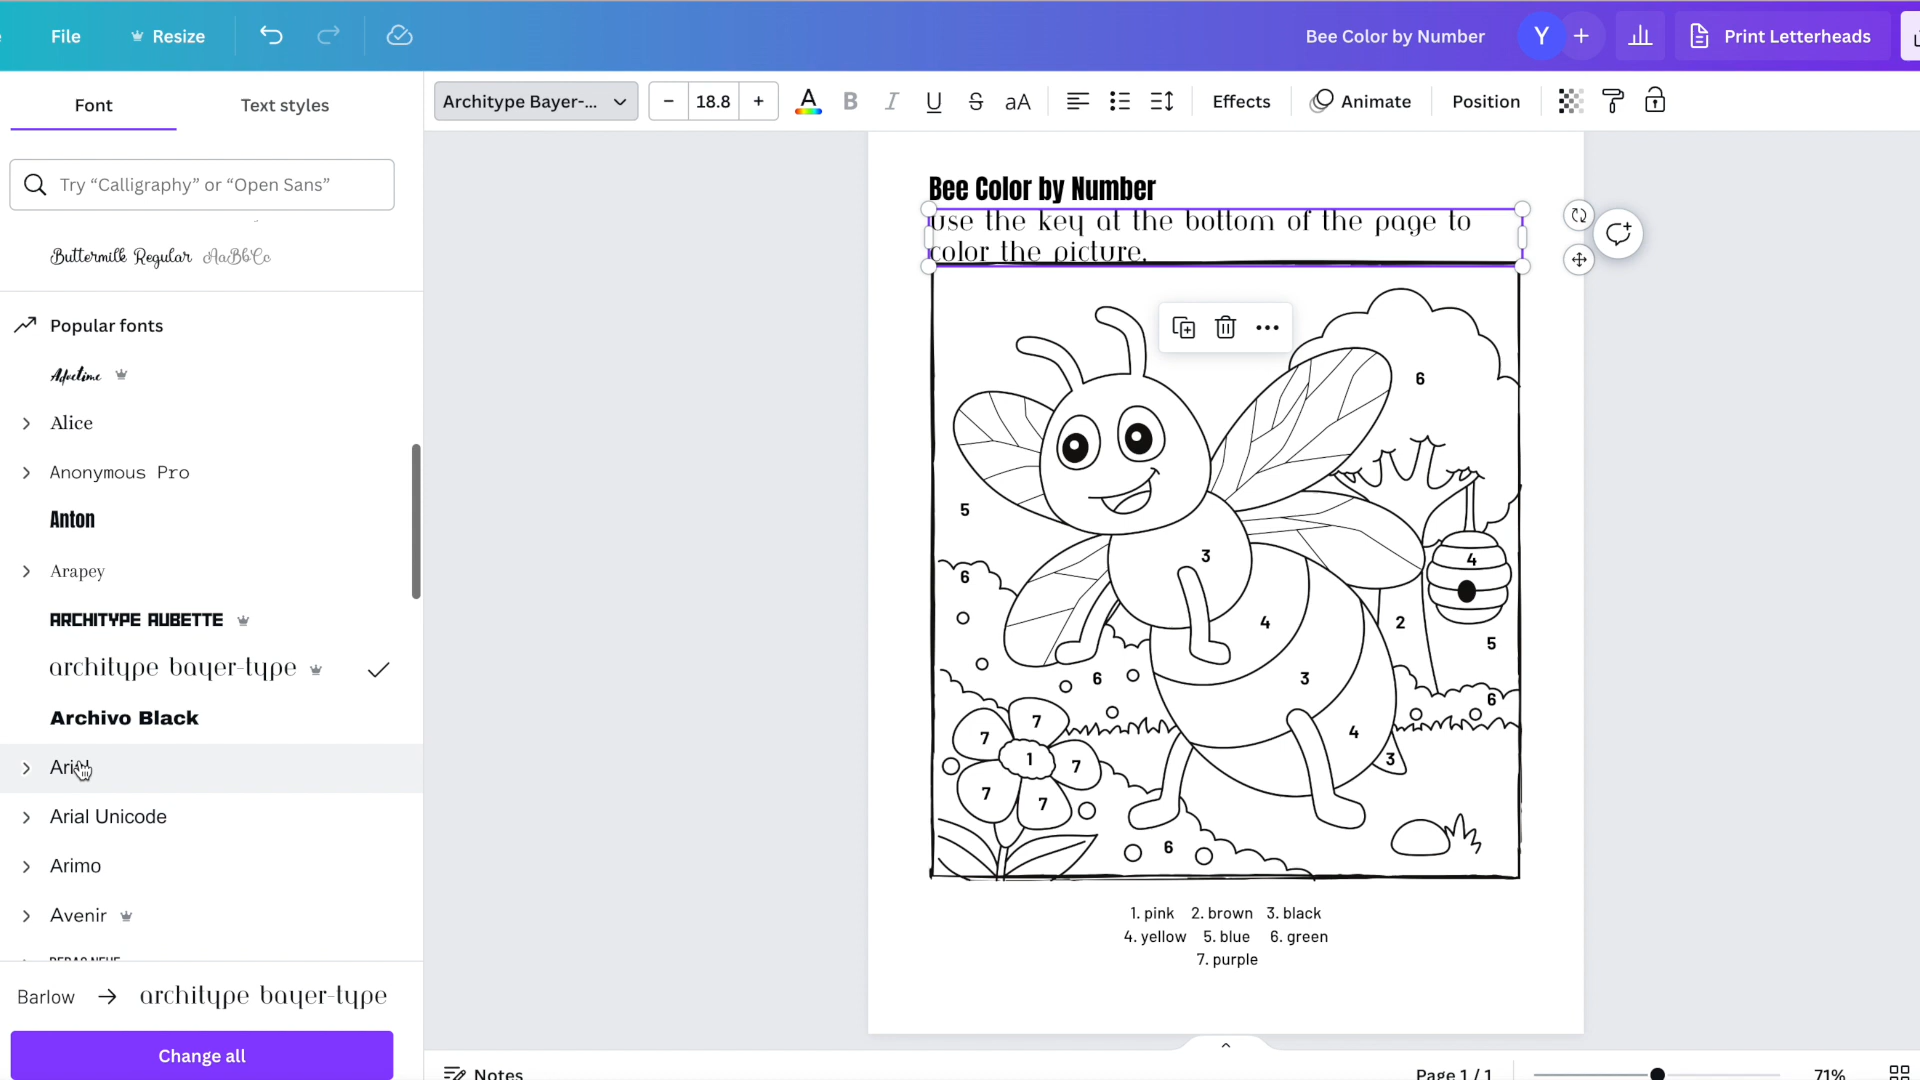 File
Resize
Bee Color by Number
Y
Print Letterheads
Font
Text styles
Architype Bayer-...
18.8
A
B
I
U
S
aA
Effects
Animate
Position
Try “Calligraphy” or “Open Sans”
Buttermilk Regular AaBbCc
Popular fonts
Advetime
Alice
Anonymous Pro
Anton
Arapey
ARCHITYPE AUBETTE
architype bayer-type
Archivo Black
Arial Unicode
Arimo
Avenir
Barlow → architype bayer-type
Change all
Bee Color by Number
use the key at the bottom of the page to
color the picture.
6
5
3
4
6
4
2
5
6
3
6
7
7
4
1
7
3
7
7
6
1. pink 2. brown 3. black
4. yellow 5. blue 6. green
7. purple
Notes
Page 1 / 1
71%